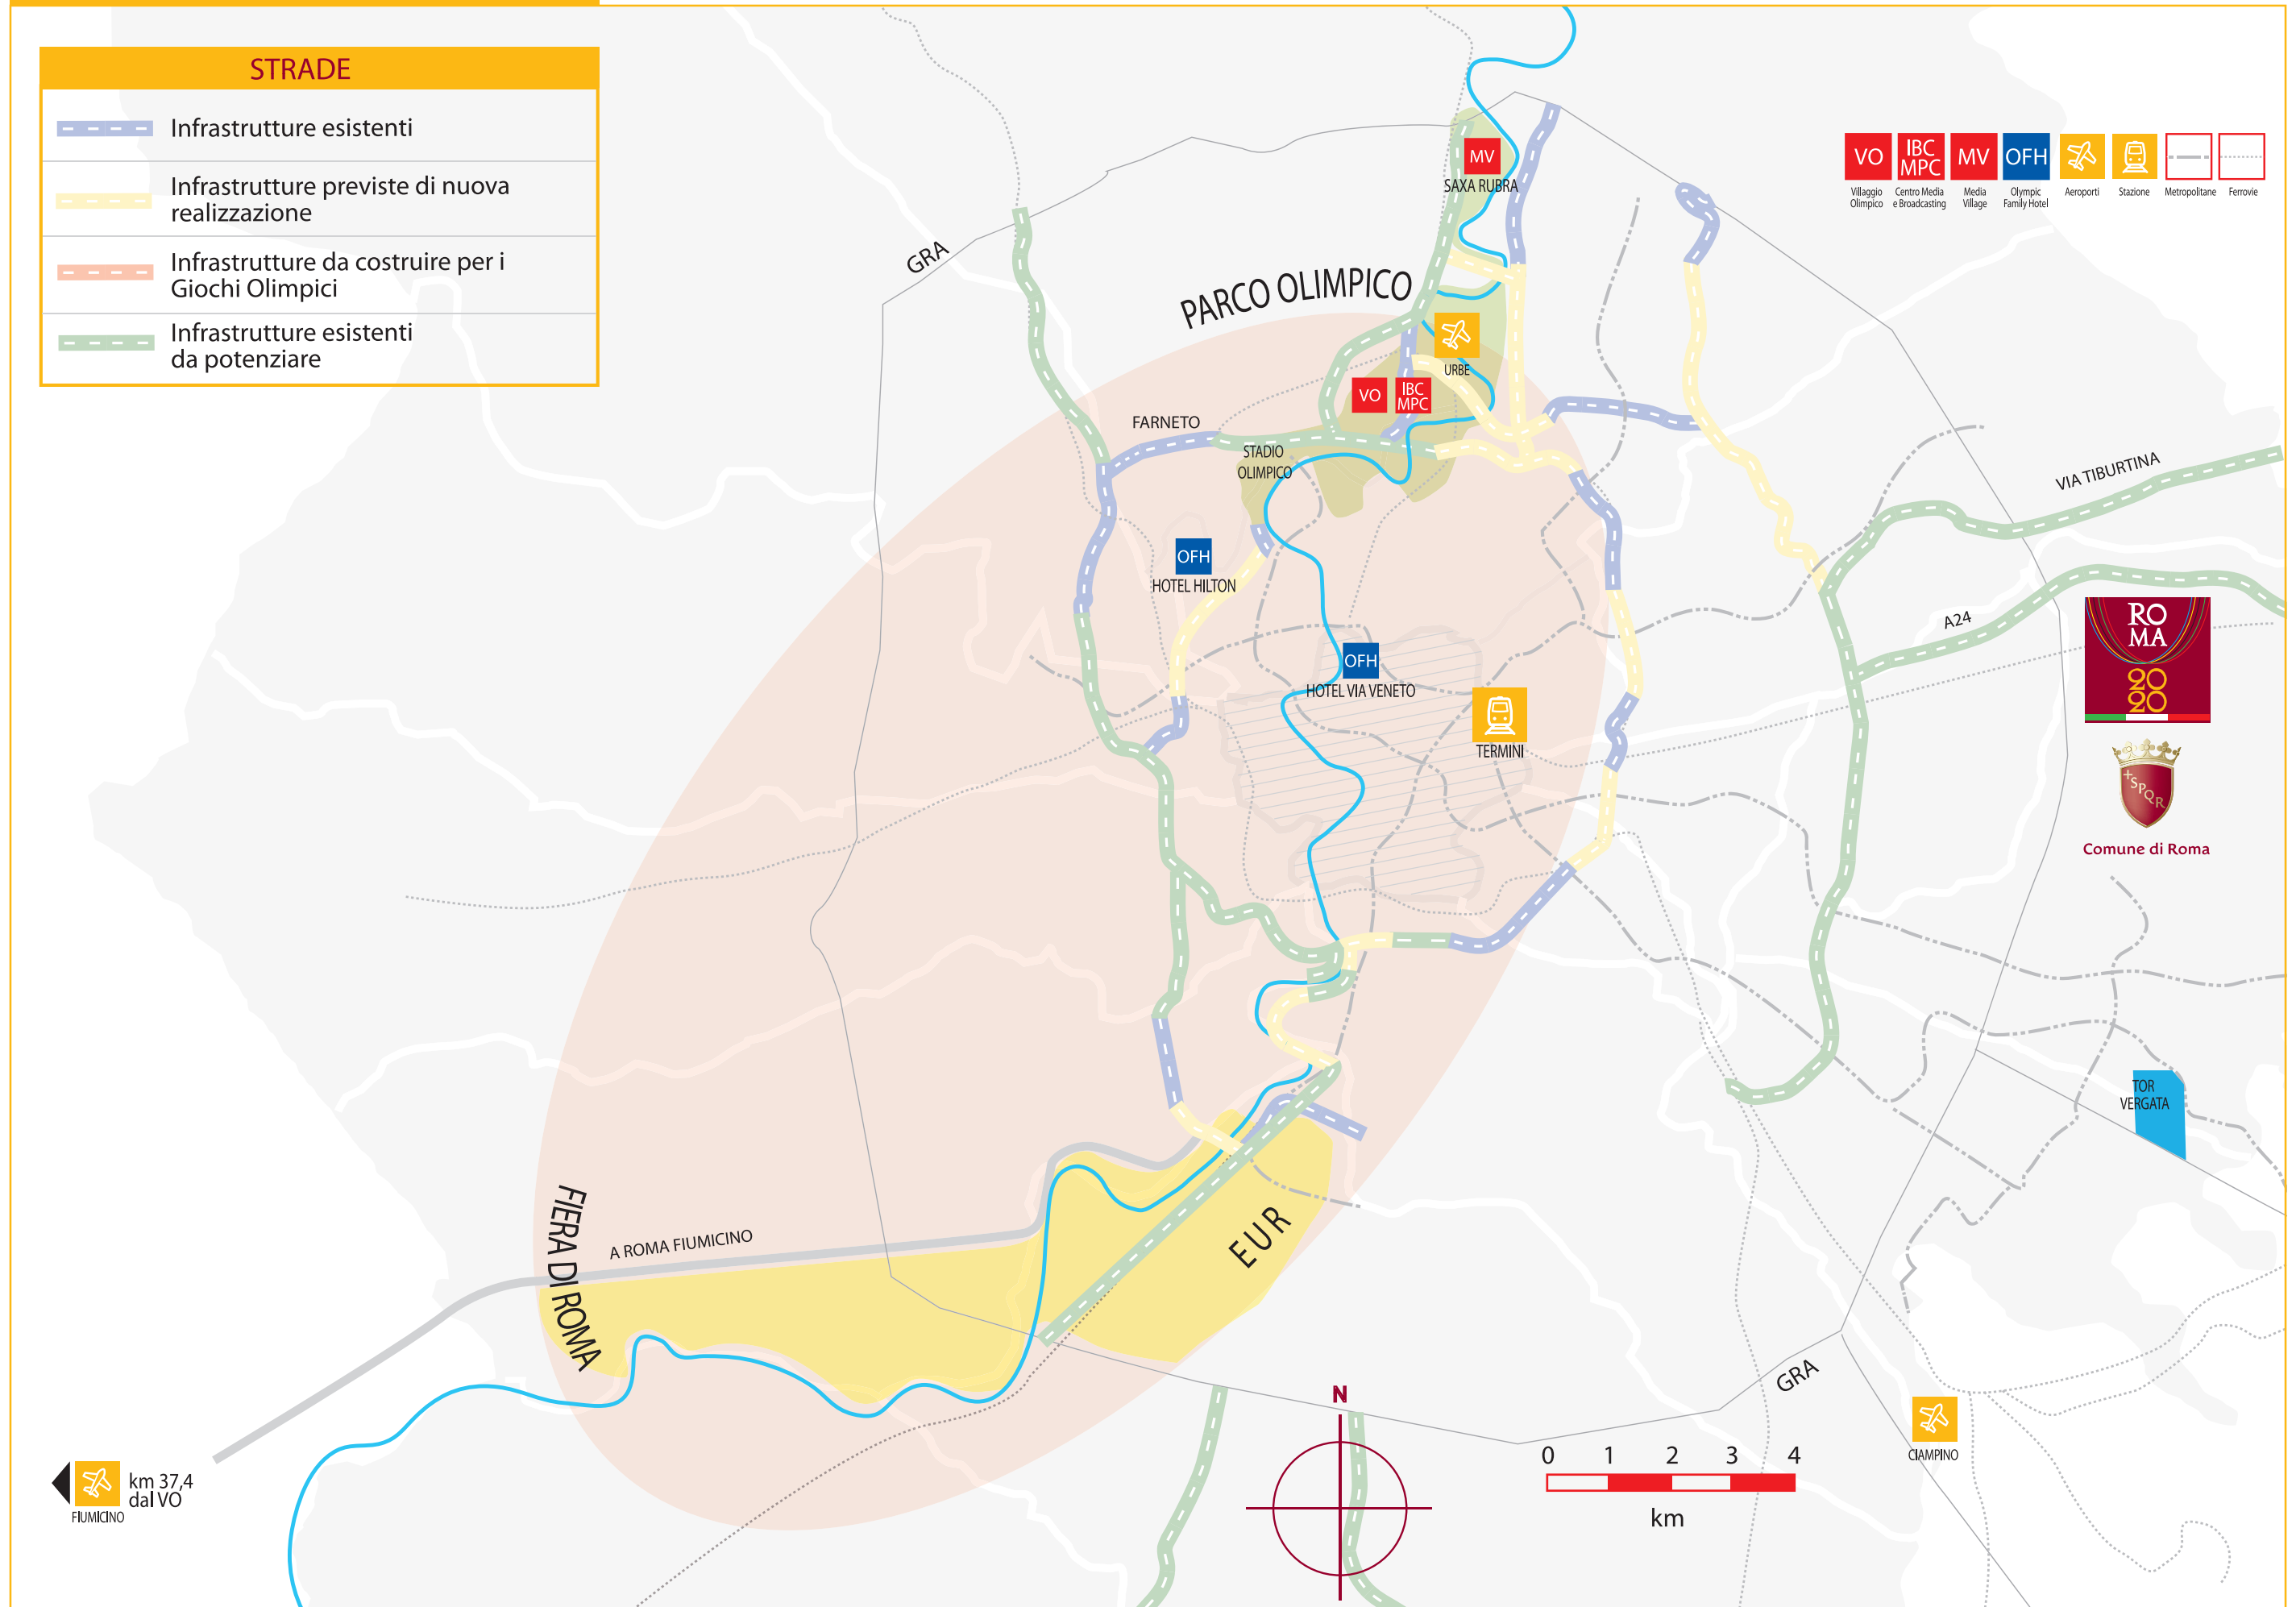 STRADE
Infrastrutture esistenti
Infrastrutture previste di nuova
realizzazione
Infrastrutture da costruire per i
Giochi Olimpici
Infrastrutture esistenti
da potenziare
VO
IBC
MPC
MV
OFH
Villaggio
Olimpico
Centro Media
e Broadcasting
Media
Village
Olympic
Family Hotel
Aeroporti
Stazione
Metropolitane
Ferrovie
MV
SAXA RUBRA
GRA
PARCO OLIMPICO
URBE
VO
IBC
MPC
FARNETO
STADIO
OLIMPICO
VIA TIBURTINA
OFH
HOTEL HILTON
A24
RO
MA
20
20
OFH
HOTEL VIA VENETO
TERMINI
SPQR
Comune di Roma
TOR
VERGATA
FIERA DI ROMA
A ROMA FIUMICINO
EUR
GRA
N
0 1 2 3 4
km
CIAMPINO
km 37,4
dal VO
FIUMICINO